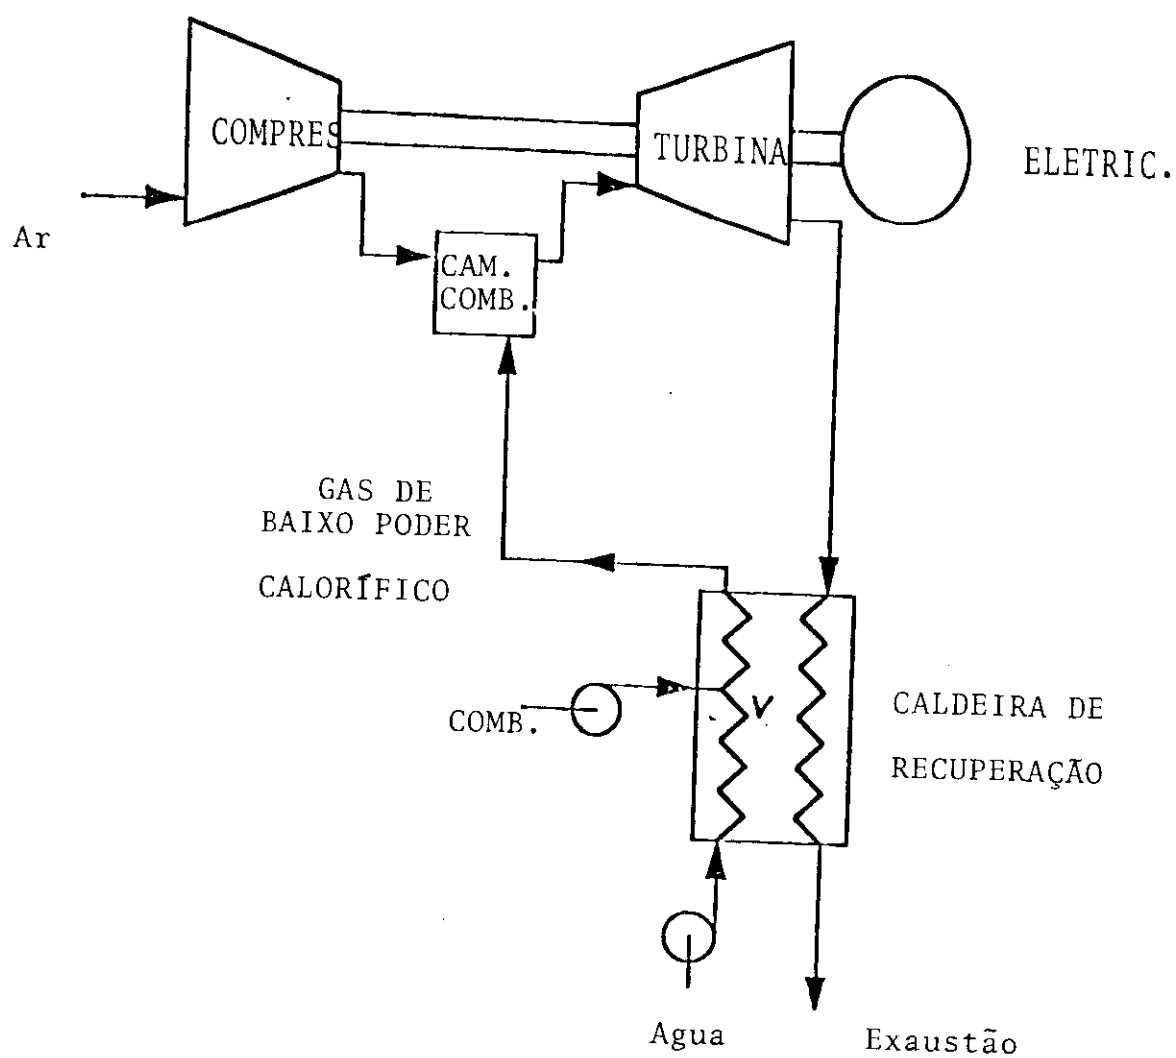 COMPRES
TURBINA
ELETRIC.
Ar
CAM.
COMB.
GAS DE
BAIXO PODER
CALORÍFICO
COMB.
V
CALDEIRA DE
RECUPERAÇÃO
Agua
Exaustão